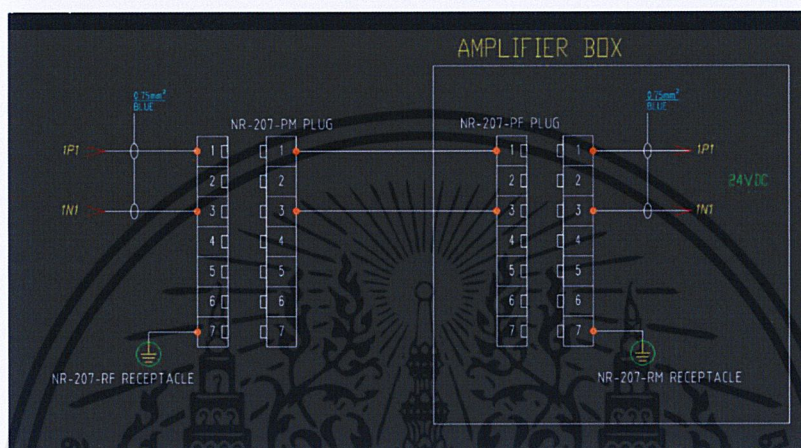 AMPLIFIER BOX
0.75mm²
BLUE
NR-207-PM PLUG
NR-207-PF PLUG
0.75mm²
BLUE
1P1
1 1 1 1
1P1
2 2 2 2
24VDC
1N1
3 3 3 3
1N1
4 4 4 4
5 5 5 5
6 6 6 6
7 7 7 7
NR-207-RF RECEPTACLE
NR-207-RM RECEPTACLE